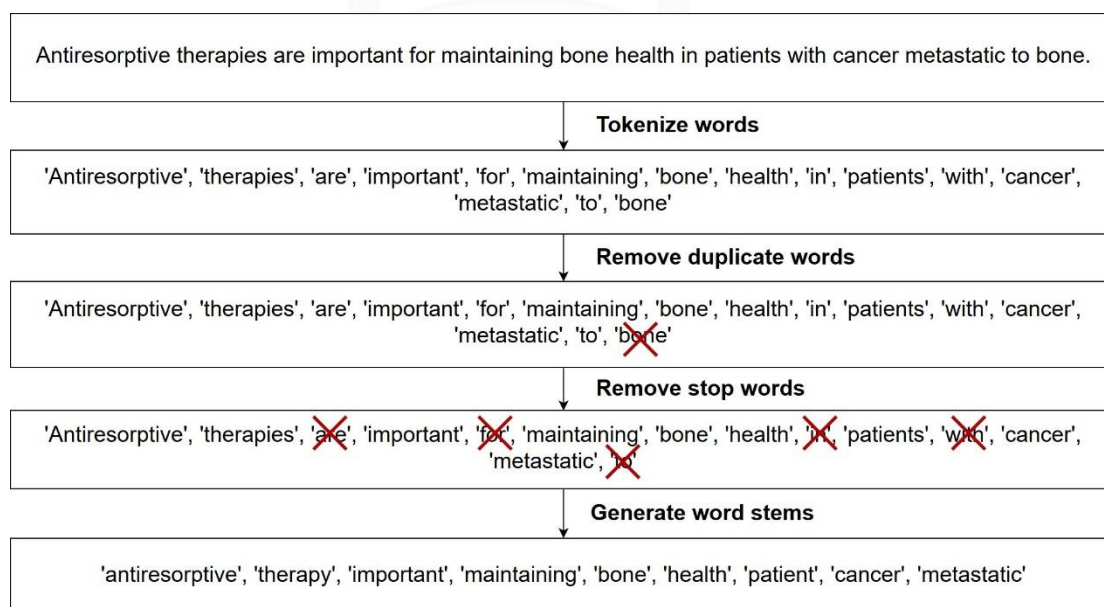 Antiresorptive therapies are important for maintaining bone health in patients with cancer metastatic to bone.
Tokenize words
'Antiresorptive', 'therapies', 'are', 'important', 'for', 'maintaining', 'bone', 'health', 'in', 'patients', 'with', 'cancer',
'metastatic', 'to', 'bone'
Remove duplicate words
'Antiresorptive', 'therapies', 'are', 'important', 'for', 'maintaining', 'bone', 'health', 'in', 'patients', 'with', 'cancer',
'metastatic', 'to', 'bone'
Remove stop words
'Antiresorptive', 'therapies', 'are', 'important', 'for', 'maintaining', 'bone', 'health', 'in', 'patients', 'with', 'cancer',
'metastatic', 'to'
Generate word stems
'antiresorptive', 'therapy', 'important', 'maintaining', 'bone', 'health', 'patient', 'cancer', 'metastatic'